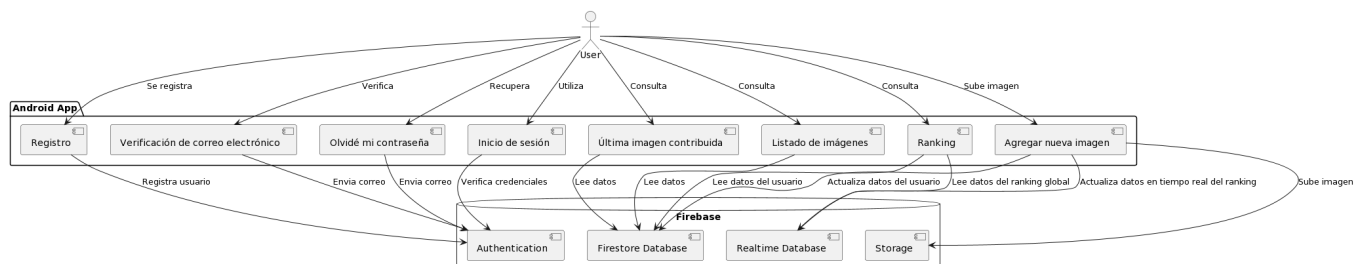 User
Se registra
Verifica
Recupera
Utiliza
Consulta
Consulta
Consulta
Sube imagen
Android App
Registro
Verificación de correo electrónico
Olvidé mi contraseña
Inicio de sesión
Última imagen contribuida
Listado de imágenes
Ranking
Agregar nueva imagen
Registra usuario
Envia correo
Envia correo
Verifica credenciales
Lee datos
Lee datos
Lee datos del usuario
Actualiza datos del usuario
Lee datos del ranking global
Actualiza datos en tiempo real del ranking
Sube imagen
Firebase
Authentication
Firestore Database
Realtime Database
Storage